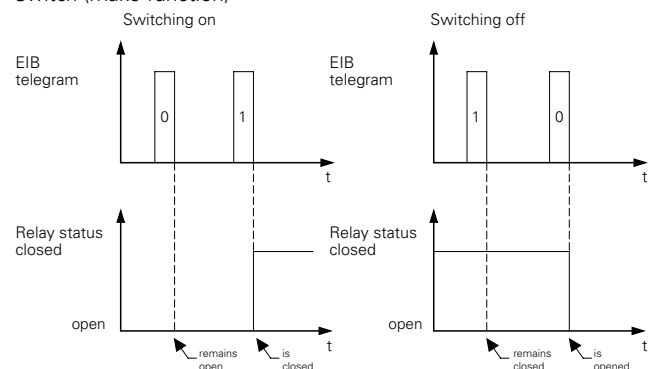 Switch (make function)
Switching on
Switching off
EIB
telegram
0
1
t
EIB
telegram
1
0
t
Relay status
closed
open
t
remains
open
is
closed
Relay status
closed
open
t
remains
closed
is
opened